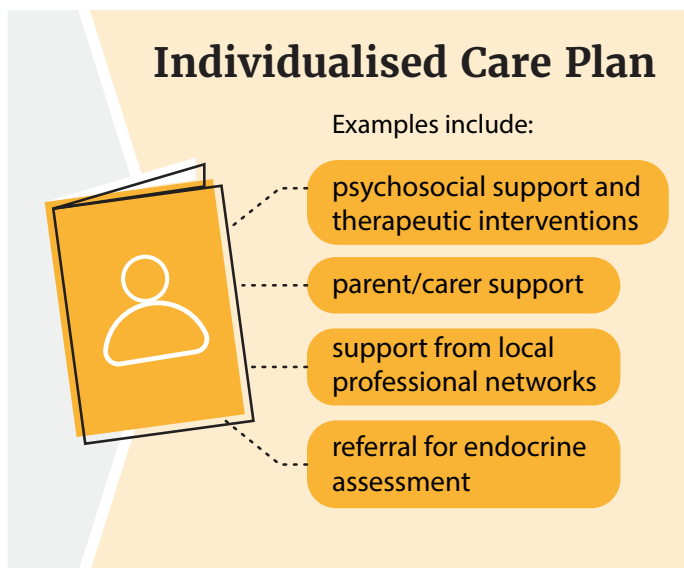 Individualised Care Plan
Examples include:
psychosocial support and
therapeutic interventions
parent/carer support
support from local
professional networks
referral for endocrine
assessment